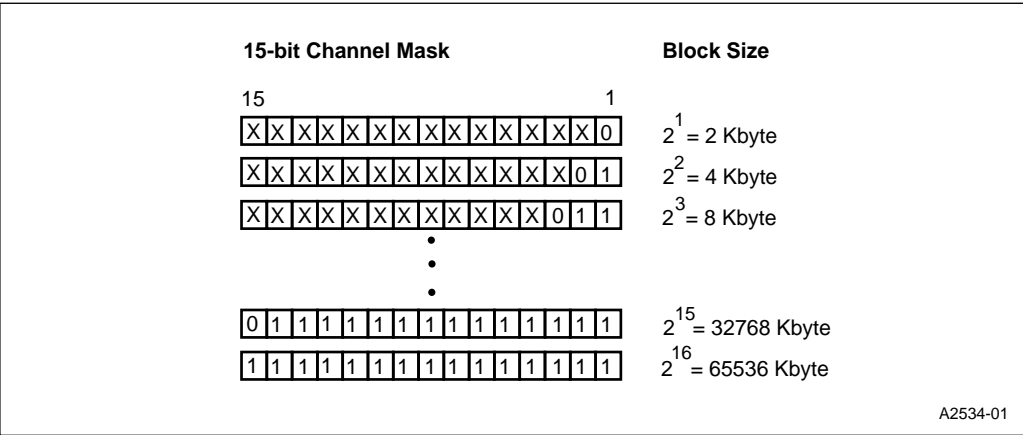 15-bit Channel Mask Block Size
15 1
X X X X X X X X X X X X X X 0 2^1 = 2 Kbyte
X X X X X X X X X X X X X 0 1 2^2 = 4 Kbyte
X X X X X X X X X X X X 0 1 1 2^3 = 8 Kbyte
0 1 1 1 1 1 1 1 1 1 1 1 1 1 1 2^15 = 32768 Kbyte
1 1 1 1 1 1 1 1 1 1 1 1 1 1 1 2^16 = 65536 Kbyte
A2534-01